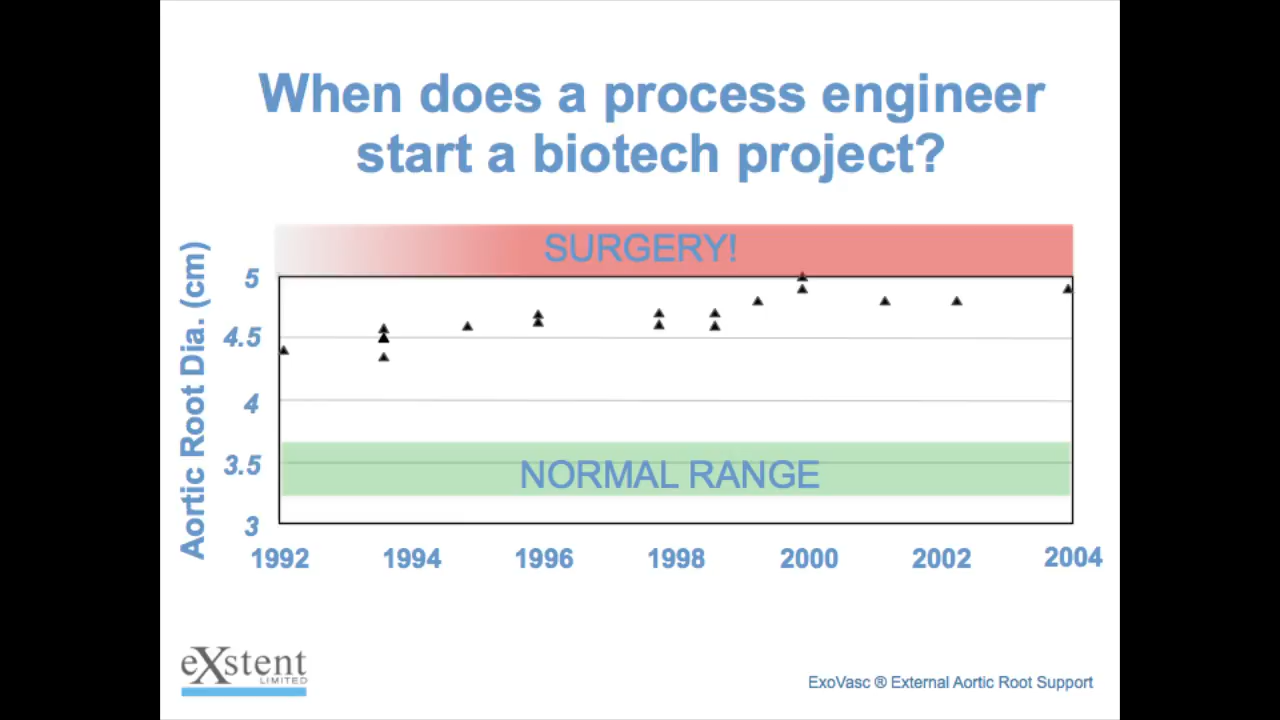 When does a process engineer
start a biotech project?
SURGERY!
Aortic Root Dia. (cm)
5
4.5
4
3.5
3
NORMAL RANGE
1992 1994 1996 1998 2000 2002 2004
eXstent
LIMITED
ExoVasc ® External Aortic Root Support